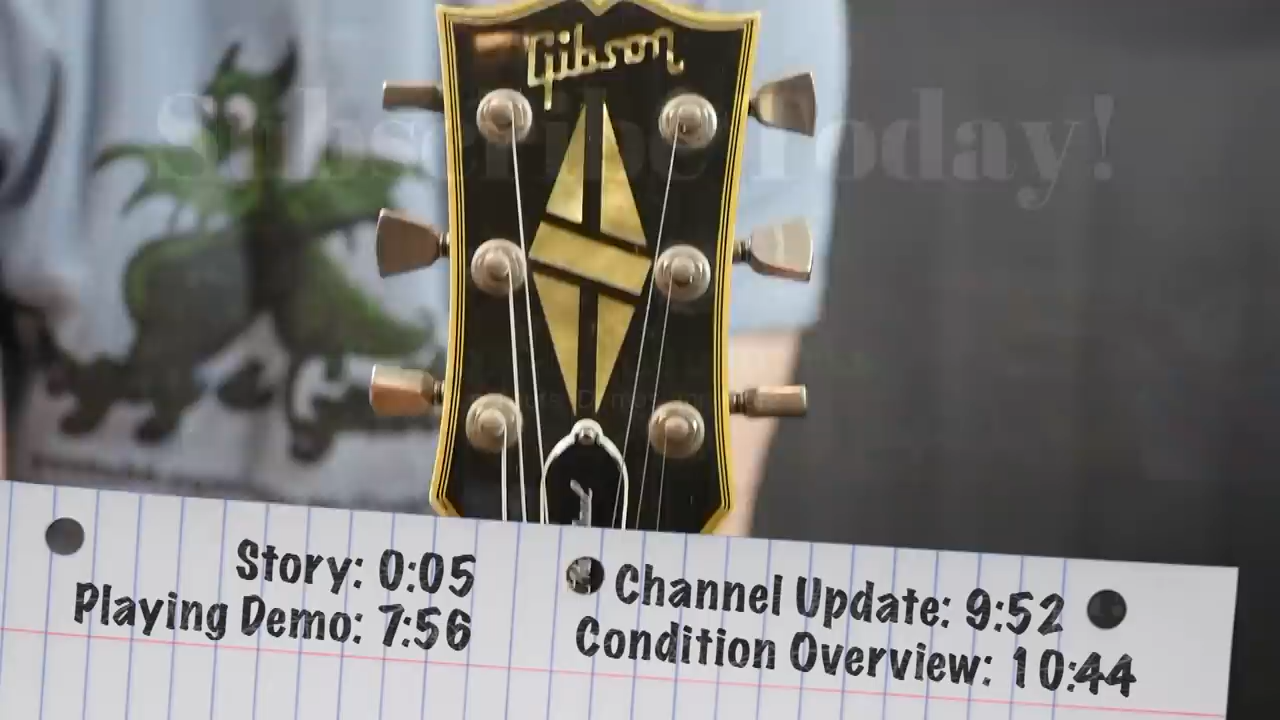 Gibson
Subscribe Today!
Story: 0:05
Playing Demo: 7:56
Channel Update: 9:52
Condition Overview: 10:44